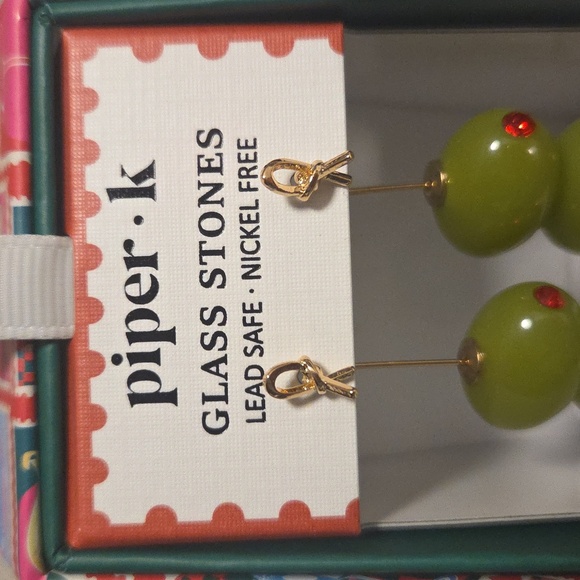 piper·k
GLASS STONES
LEAD SAFE · NICKEL FREE